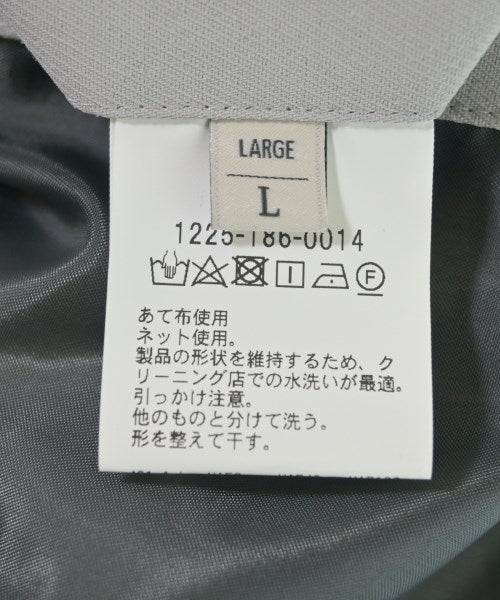 LARGE
L
1225-186-0014
F
あて布使用
ネット使用。
製品の形状を維持するため、ク
リーニング店での水洗いが最適。
引っかけ注意。
他のものと分けて洗う。
形を整えて干す。